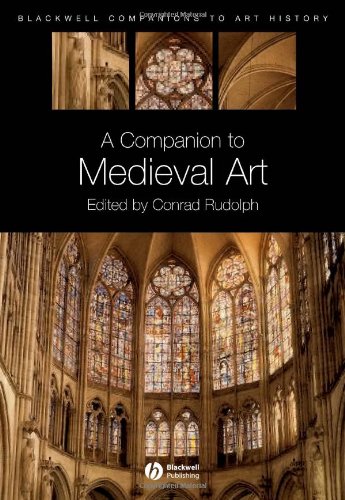 BLACKWELL COMPANIONS TO ART HISTORY
A Companion to
Medieval Art
Edited by Conrad Rudolph
Blackwell
Publishing